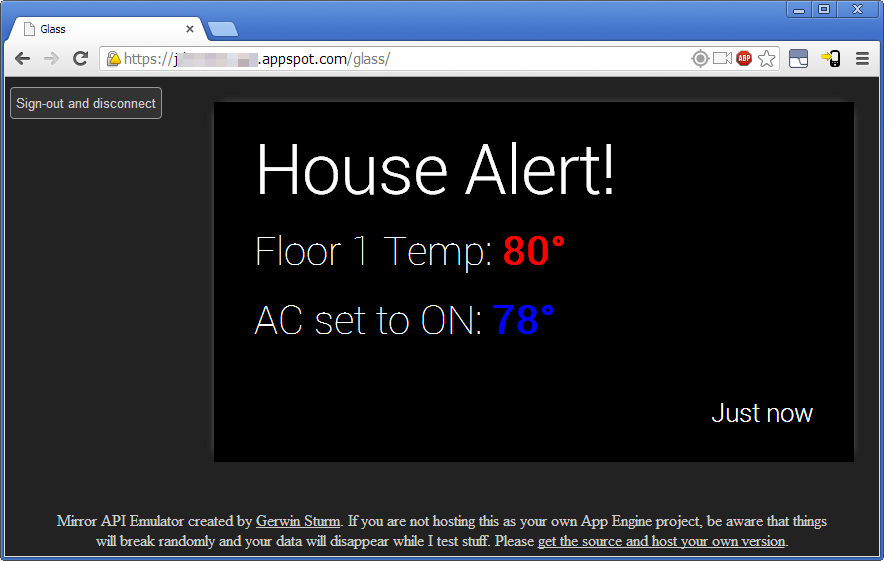 Glass
https://j .appspot.com/glass/
ABP
Sign-out and disconnect
House Alert!
Floor 1 Temp: 80°
AC set to ON: 78°
Just now
Mirror API Emulator created by Gerwin Sturm. If you are not hosting this as your own App Engine project, be aware that things
will break randomly and your data will disappear while I test stuff. Please get the source and host your own version.